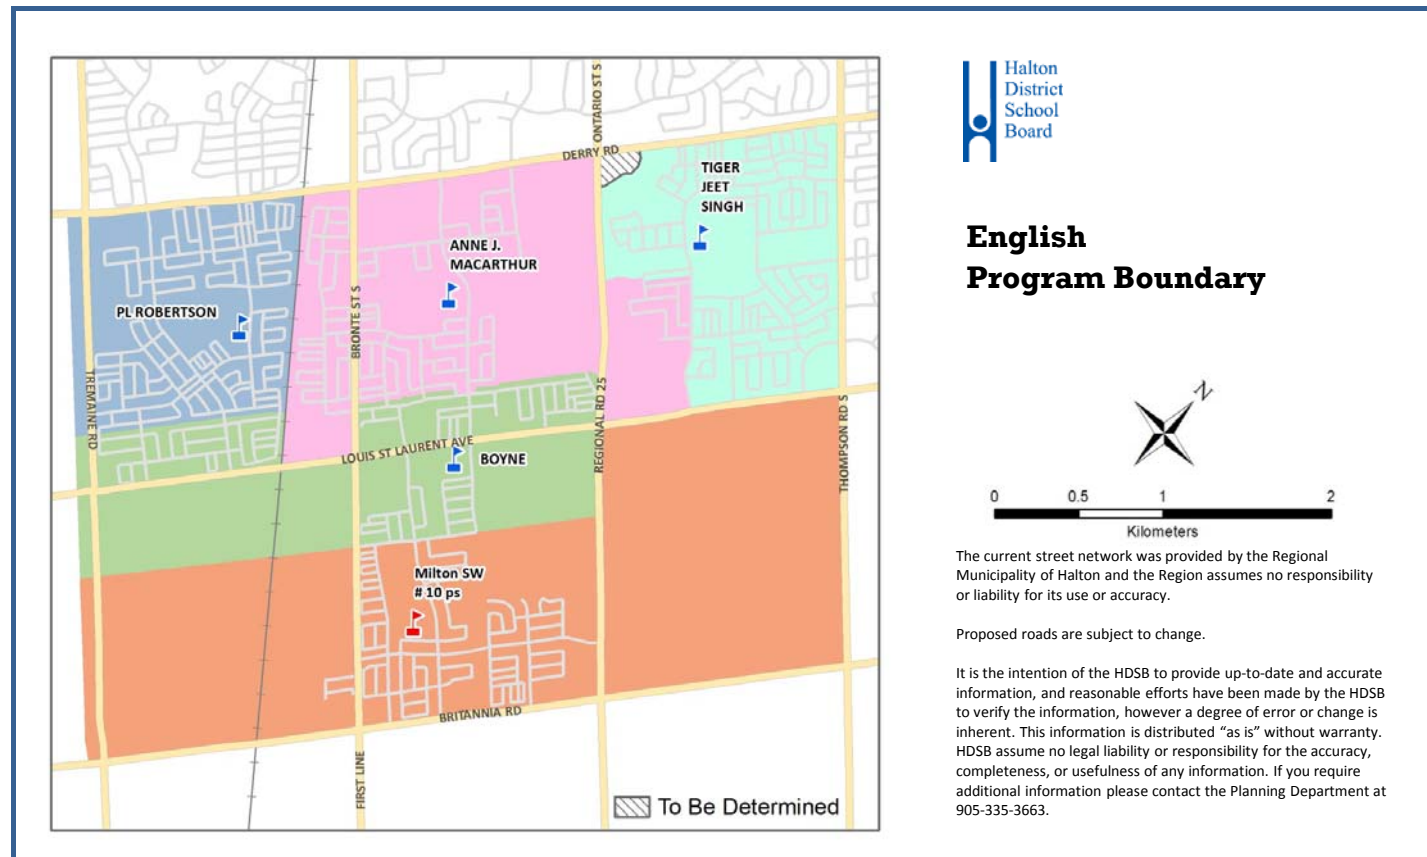 ONTARIO ST S
DERRY RD
TIGER
JEET
SINGH
ANNE J.
MACARTHUR
PL ROBERTSON
BRONTE ST S
TREMAINE RD
REGIONAL RD 25
THOMPSON RD S
LOUIS ST LAURENT AVE
BOYNE
Milton SW
# 10 ps
BRITANNIA RD
FIRST LINE
To Be Determined
Halton
District
School
Board
English
Program Boundary
N
0 0.5 1 2
Kilometers
The current street network was provided by the Regional
Municipality of Halton and the Region assumes no responsibility
or liability for its use or accuracy.
Proposed roads are subject to change.
It is the intention of the HDSB to provide up-to-date and accurate
information, and reasonable efforts have been made by the HDSB
to verify the information, however a degree of error or change is
inherent. This information is distributed “as is” without warranty.
HDSB assume no legal liability or responsibility for the accuracy,
completeness, or usefulness of any information. If you require
additional information please contact the Planning Department at
905-335-3663.